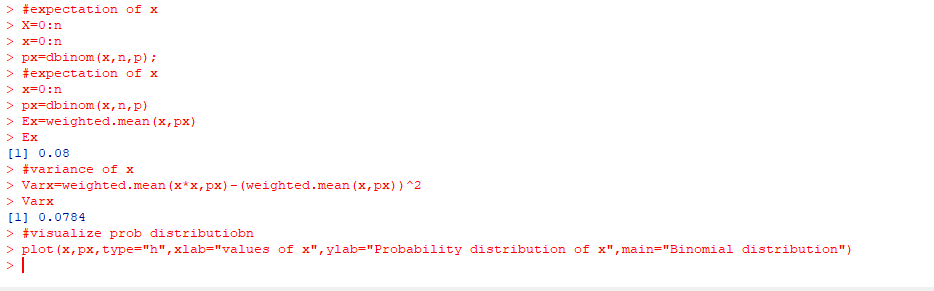 > #expectation of x
> X=0:n
> x=0:n
> px=dbinom(x,n,p);
> #expectation of x
> x=0:n
> px=dbinom(x,n,p)
> Ex=weighted.mean(x,px)
> Ex
[1] 0.08
> #variance of x
> Varx=weighted.mean(x*x,px)-(weighted.mean(x,px))^2
> Varx
[1] 0.0784
> #visualize prob distributiobn
> plot(x,px,type="h",xlab="values of x",ylab="Probability distribution of x",main="Binomial distribution")
>